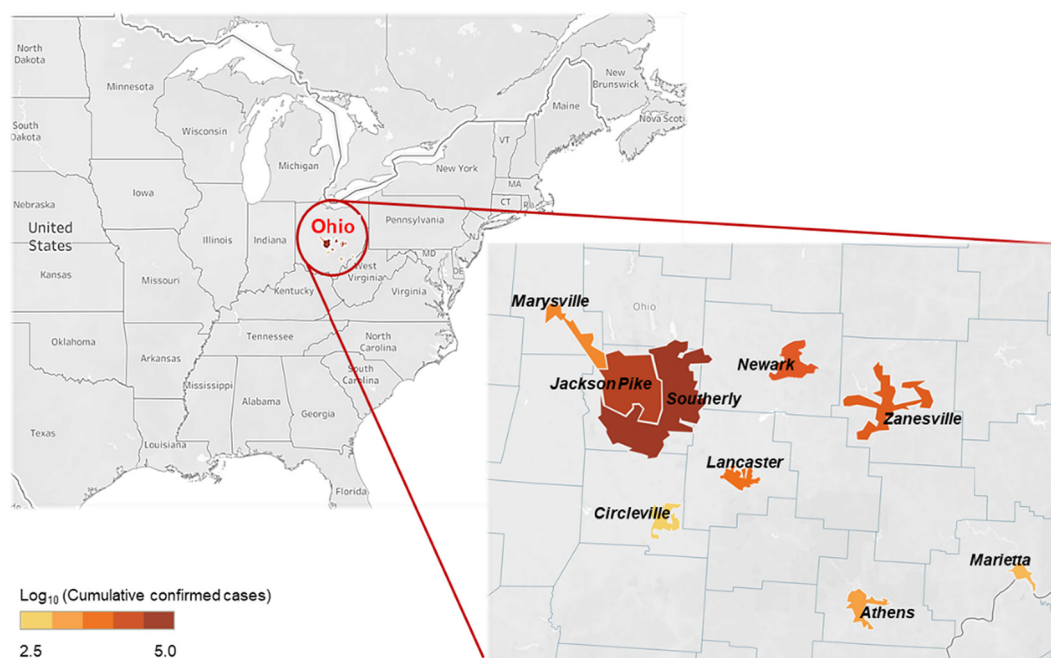 North
Dakota
Minnesota
South
Dakota
Wisconsin
Michigan
Iowa
Nebraska
United
States
Illinois
Indiana
Ohio
Pennsylvania
New York
VT
Maine
New
Brunswick
Nova Scoti
MA
CT
RI
NJ
MD
DE
West
Virginia
Virginia
Kansas
Missouri
Kentucky
Tennessee
North
Carolina
Oklahoma
Arkansas
South
Carolina
Mississippi
Alabama
Georgia
Texas
Louisiana
Florida
Ohio
Marysville
Newark
Jackson Pike
Southerly
Zanesville
Lancaster
Circleville
Marietta
Athens
Log₁₀ (Cumulative confirmed cases)
2.5 5.0